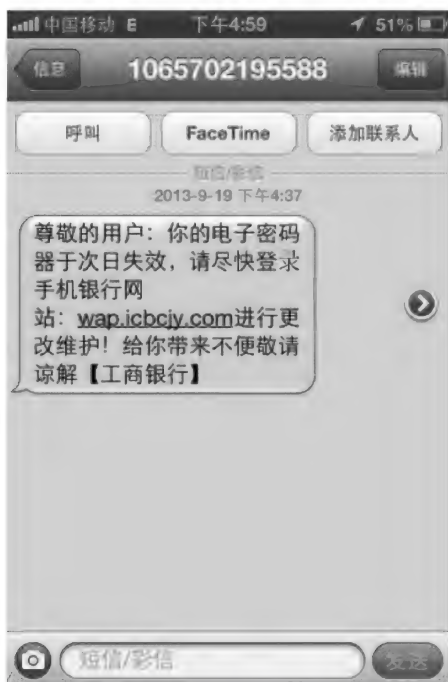 中国移动 E 下午4:59 51%
信息 1065702195588 编辑
呼叫 FaceTime 添加联系人
短信/彩信
2013-9-19 下午4:37
尊敬的用户：你的电子密码
器于次日失效，请尽快登录
手机银行网
站：wap.icbcjy.com进行更
改维护！给你带来不便敬请
谅解【工商银行】
短信/彩信 发送